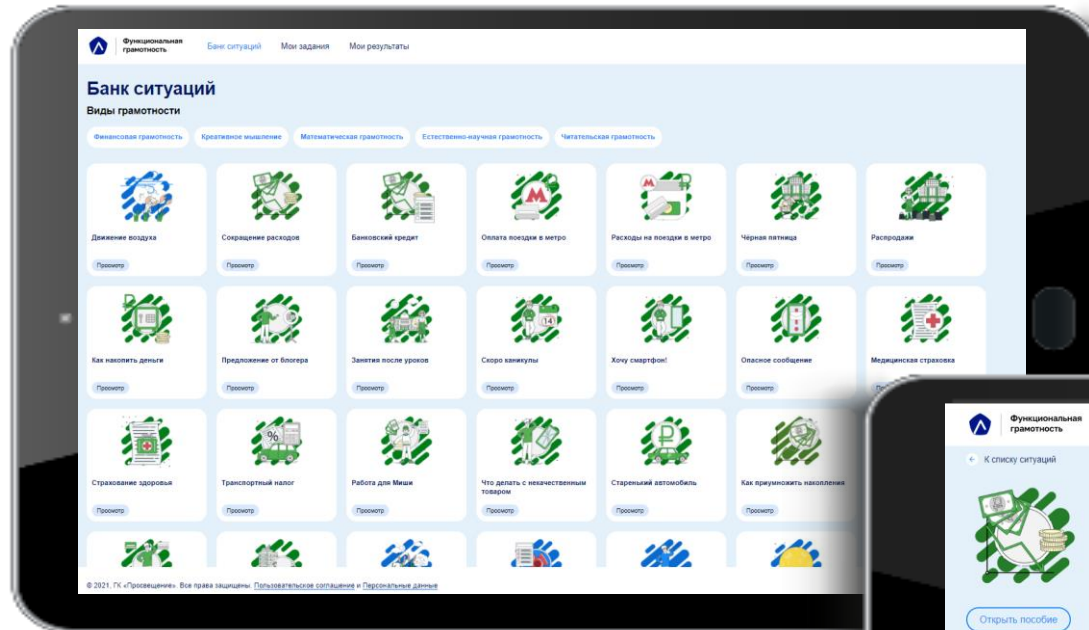 Функциональная
грамотность
Банк ситуаций
Мои задания
Мои результаты
Банк ситуаций
Виды грамотности
Финансовая грамотность
Креативное мышление
Математическая грамотность
Естественно-научная грамотность
Читательская грамотность
Движение воздуха
Сокращение расходов
Банковский кредит
Оплата поездки в метро
Расходы на поездки в метро
Чёрная пятница
Распродажи
Просмотр
Просмотр
Просмотр
Просмотр
Просмотр
Просмотр
Просмотр
Как накопить деньги
Предложение от блогера
Занятия после уроков
Скоро каникулы
Хочу смартфон!
Опасное сообщение
Медицинская страховка
Просмотр
Просмотр
Просмотр
Просмотр
Просмотр
Просмотр
Страхование здоровья
Транспортный налог
Работа для Миши
Что делать с некачественным
товаром
Старенький автомобиль
Как приумножить накопления
Просмотр
Просмотр
Просмотр
Просмотр
Просмотр
Просмотр
© 2021, ГК «Просвещение». Все права защищены. Пользовательское соглашение и Персональные данные
Функциональная
грамотность
К списку ситуаций
Открыть пособие